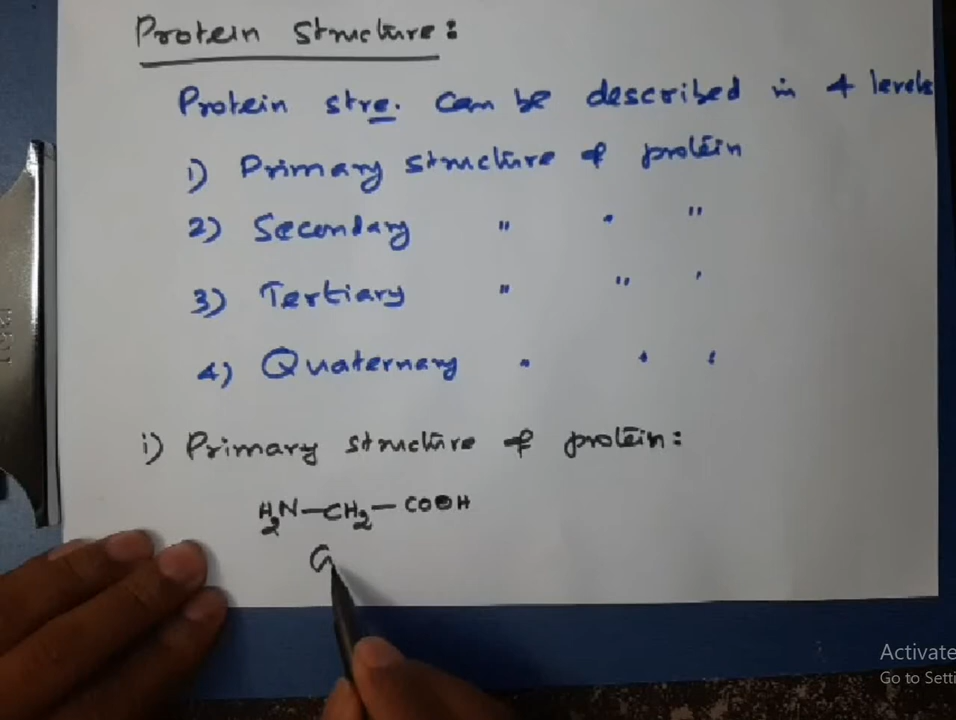 Protein Structure:
Protein stre. can be described in 4 levels
1) Primary structure of protein
2) Secondary " " "
3) Tertiary " " "
4) Quaternary " " "
i) Primary structure of protein:
H2N-CH2-COOH
G
Activate
Go to Setti